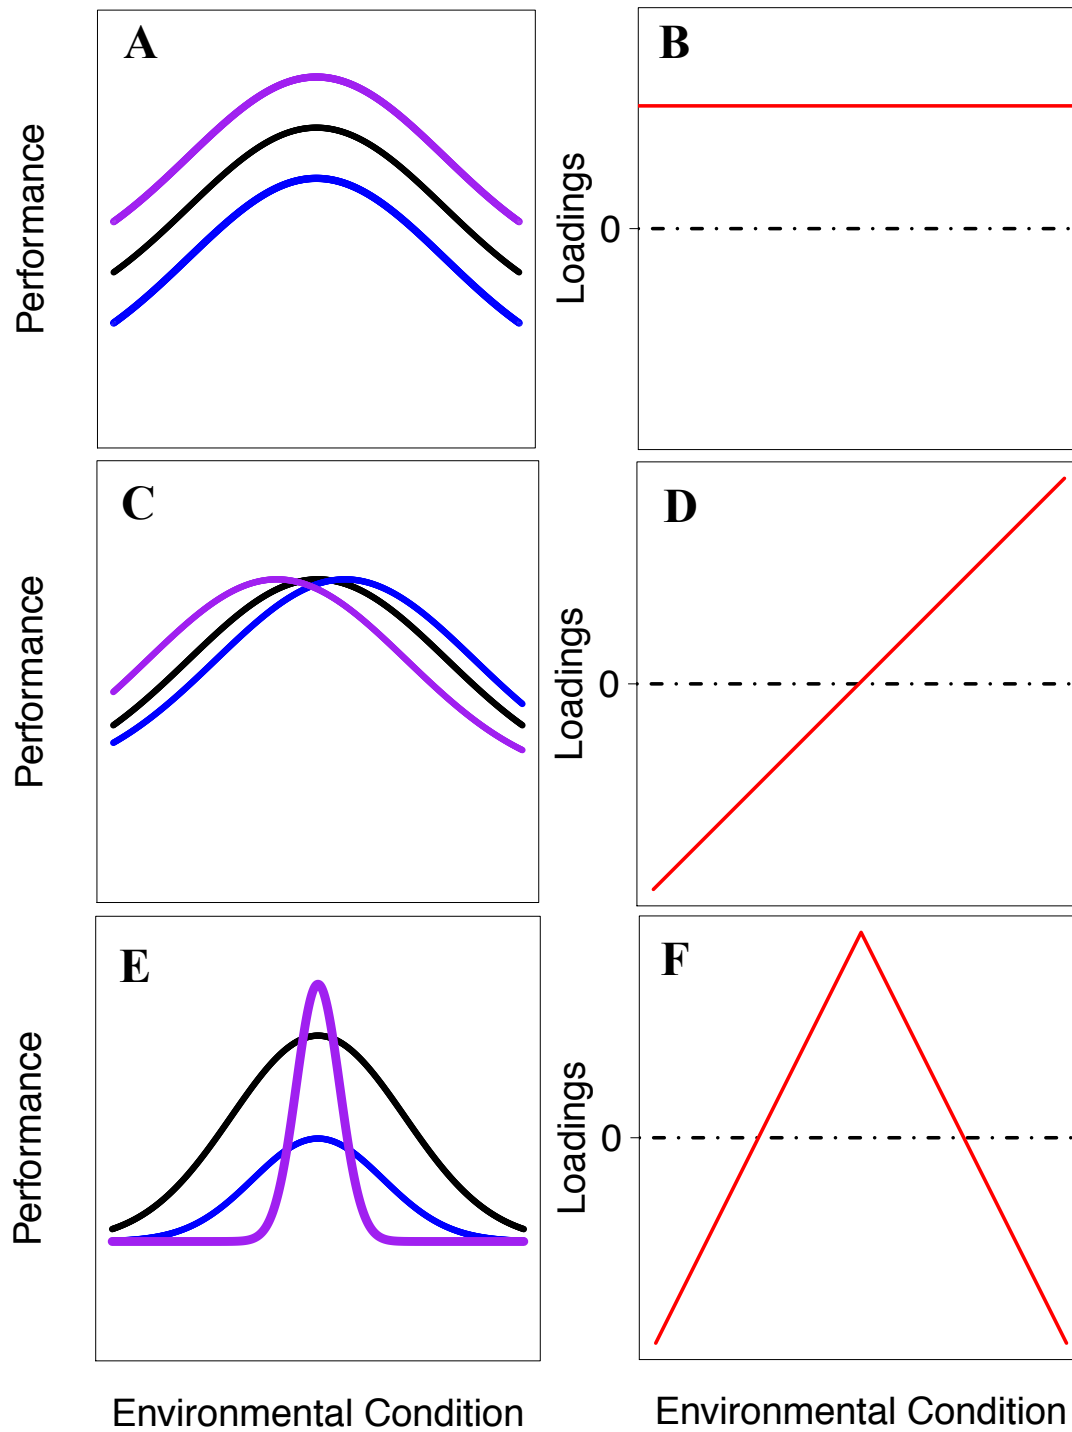 A
Performance
B
Loadings
0
C
Performance
D
Loadings
0
E
Performance
F
Loadings
0
Environmental Condition
Environmental Condition